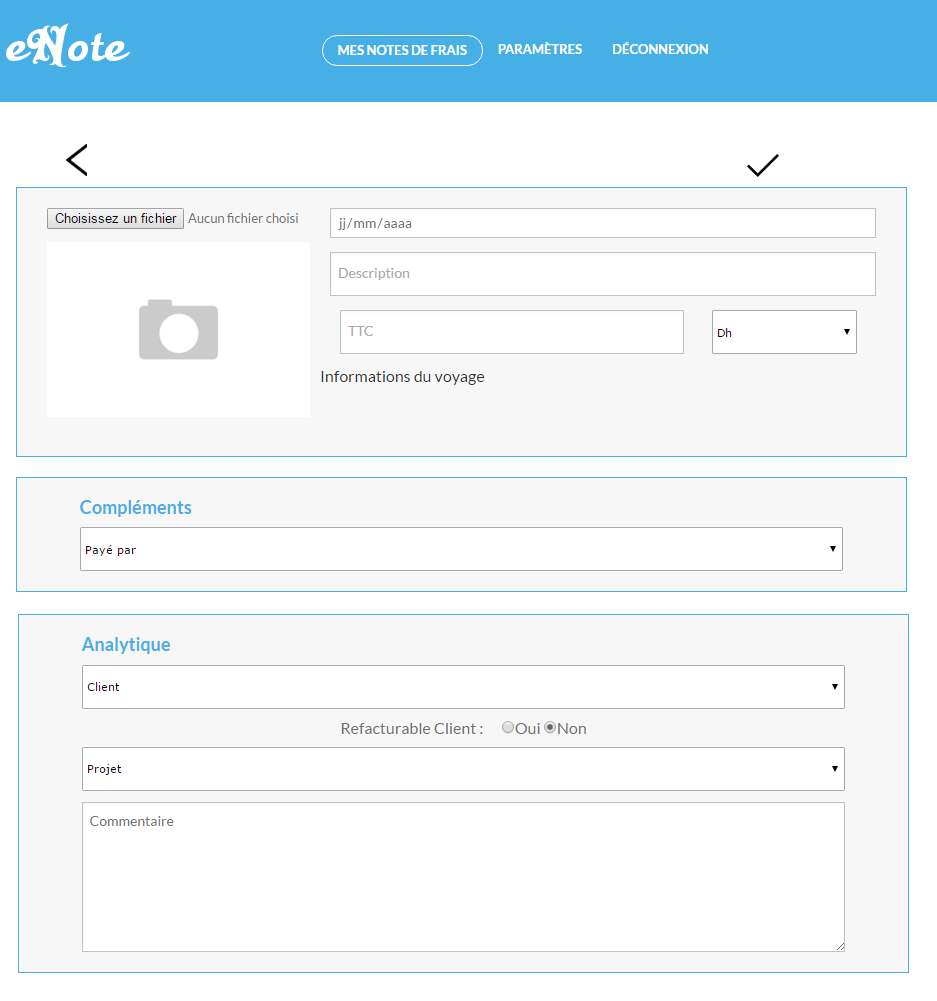 eNote
MES NOTES DE FRAIS PARAMÈTRES DÉCONNEXION
Choisissez un fichier Aucun fichier choisi
jj/mm/aaaa
Description
TTC
Dh
Informations du voyage
Compléments
Payé par
Analytique
Client
Refacturable Client : Oui Non
Projet
Commentaire